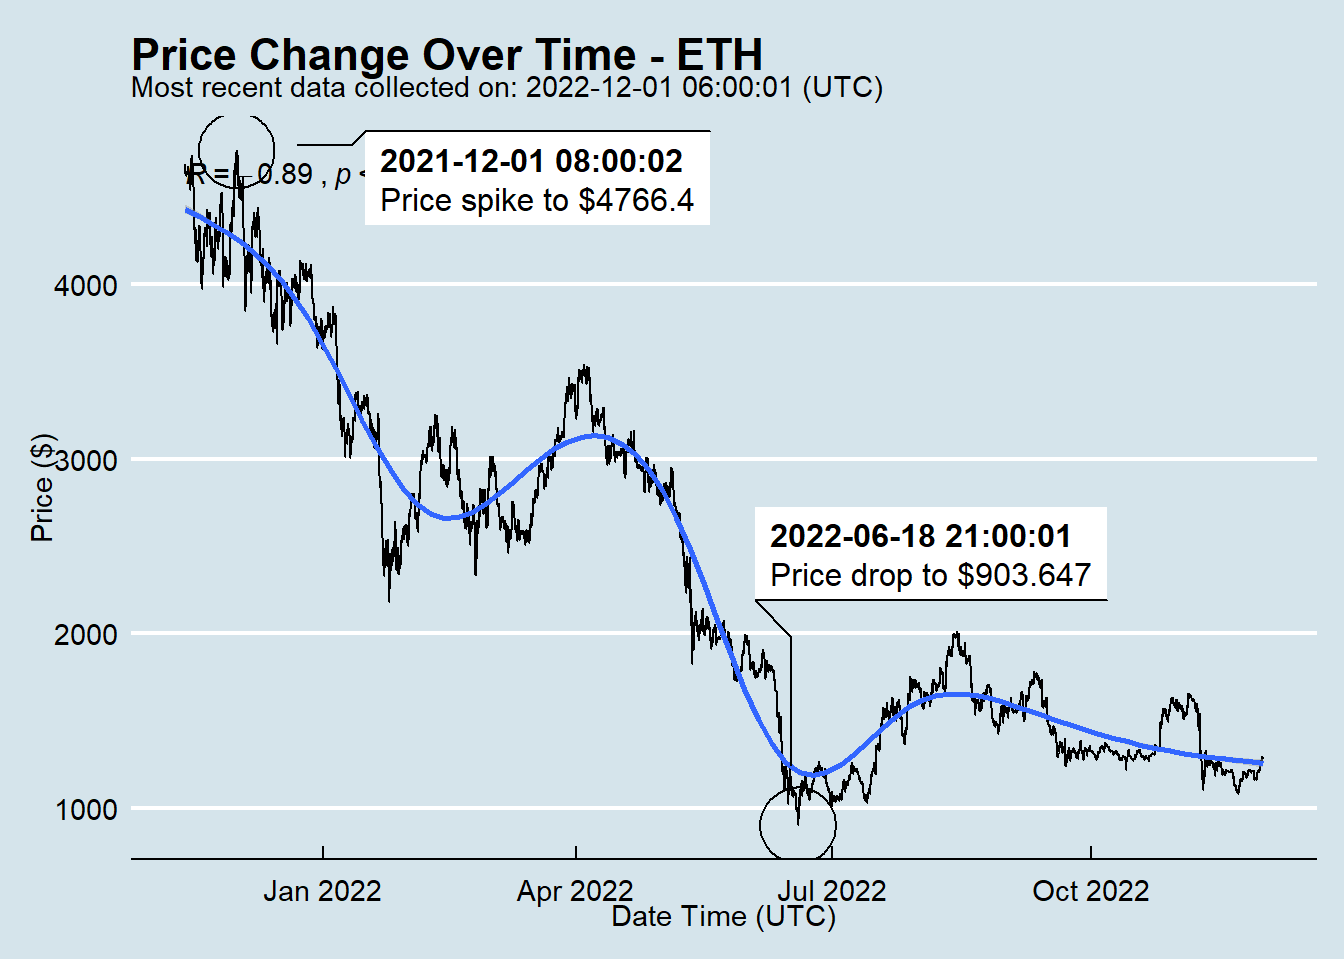 Price Change Over Time - ETH
Most recent data collected on: 2022-12-01 06:00:01 (UTC)
R = −0.89 , p <
2021-12-01 08:00:02
Price spike to $4766.4
4000
3000
2000
1000
Price ($)
2022-06-18 21:00:01
Price drop to $903.647
Jan 2022 Apr 2022 Jul 2022 Oct 2022
Date Time (UTC)